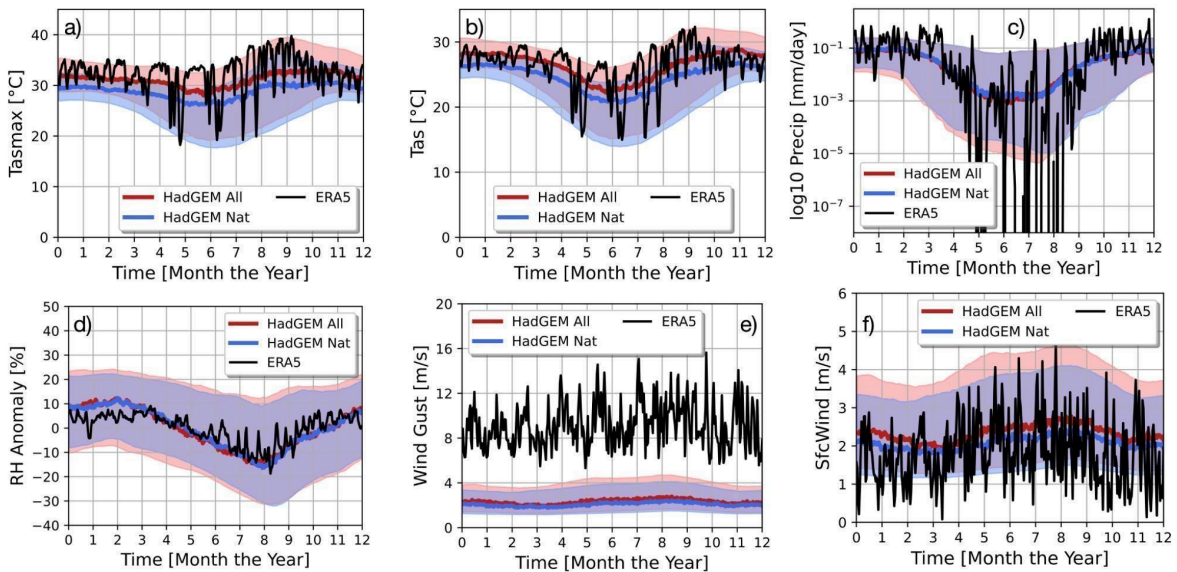 a)
Tasmax [°C]
40
30
20
10
0
HadGEM All
HadGEM Nat
ERA5
0 1 2 3 4 5 6 7 8 9 10 11 12
Time [Month the Year]
b)
Tas [°C]
30
20
10
0
HadGEM All
HadGEM Nat
ERA5
0 1 2 3 4 5 6 7 8 9 10 11 12
Time [Month the Year]
c)
log10 Precip [mm/day]
10⁻¹
10⁻³
10⁻⁵
10⁻⁷
HadGEM All
HadGEM Nat
ERA5
0 1 2 3 4 5 6 7 8 9 10 11 12
Time [Month the Year]
d)
RH Anomaly [%]
50
40
30
20
10
0
−10
−20
−30
−40
HadGEM All
HadGEM Nat
ERA5
0 1 2 3 4 5 6 7 8 9 10 11 12
Time [Month the Year]
e)
Wind Gust [m/s]
20
16
12
8
4
0
HadGEM All
HadGEM Nat
ERA5
0 1 2 3 4 5 6 7 8 9 10 11 12
Time [Month the Year]
f)
SfcWind [m/s]
6
5
4
3
2
1
0
HadGEM All
HadGEM Nat
ERA5
0 1 2 3 4 5 6 7 8 9 10 11 12
Time [Month the Year]